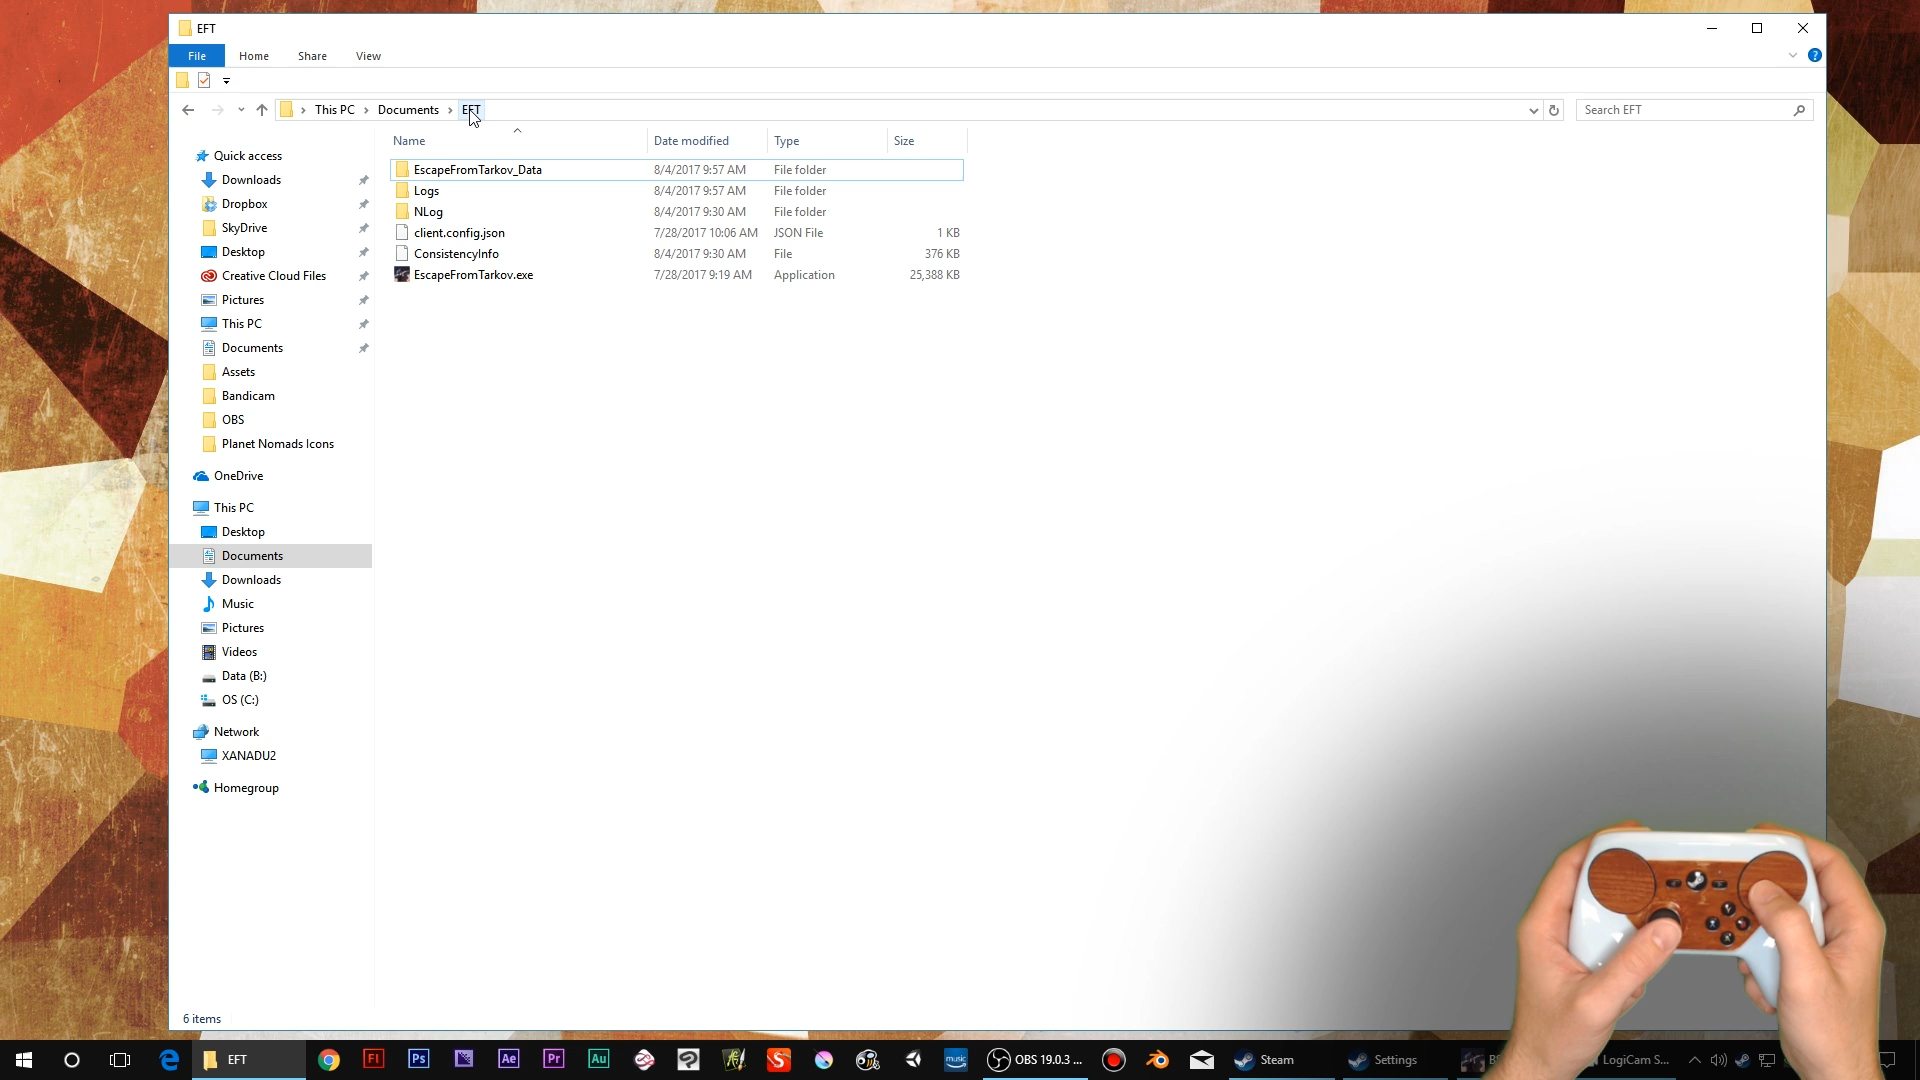 EFT
File Home Share View
This PC Documents EFT
Search EFT
Name Date modified Type Size
EscapeFromTarkov_Data 8/4/2017 9:57 AM File folder
Logs 8/4/2017 9:57 AM File folder
NLog 8/4/2017 9:30 AM File folder
client.config.json 7/28/2017 10:06 AM JSON File 1 KB
ConsistencyInfo 8/4/2017 9:30 AM File 376 KB
EscapeFromTarkov.exe 7/28/2017 9:19 AM Application 25,388 KB
Quick access
Downloads
Dropbox
SkyDrive
Desktop
Creative Cloud Files
Pictures
This PC
Documents
Assets
Bandicam
OBS
Planet Nomads Icons
OneDrive
This PC
Desktop
Documents
Downloads
Music
Pictures
Videos
Data (B:)
OS (C:)
Network
XANADU2
Homegroup
6 items
EFT Fl Ps Ae Pr Au music OBS 19.0.3 ... Steam Settings LogiCam S...